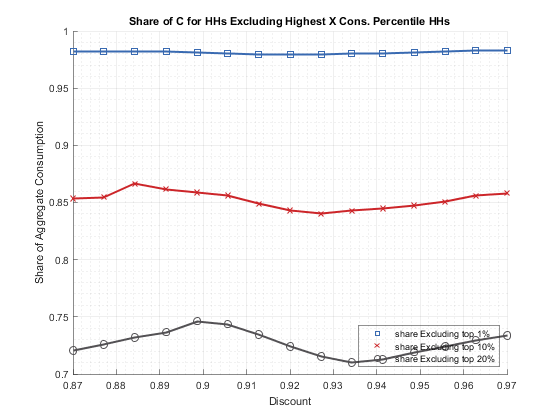 Share of C for HHs Excluding Highest X Cons. Percentile HHs
1
0.95
0.9
0.85
0.8
0.75
0.7
Share of Aggregate Consumption
share Excluding top 1%
share Excluding top 10%
share Excluding top 20%
0.87 0.88 0.89 0.9 0.91 0.92 0.93 0.94 0.95 0.96 0.97
Discount